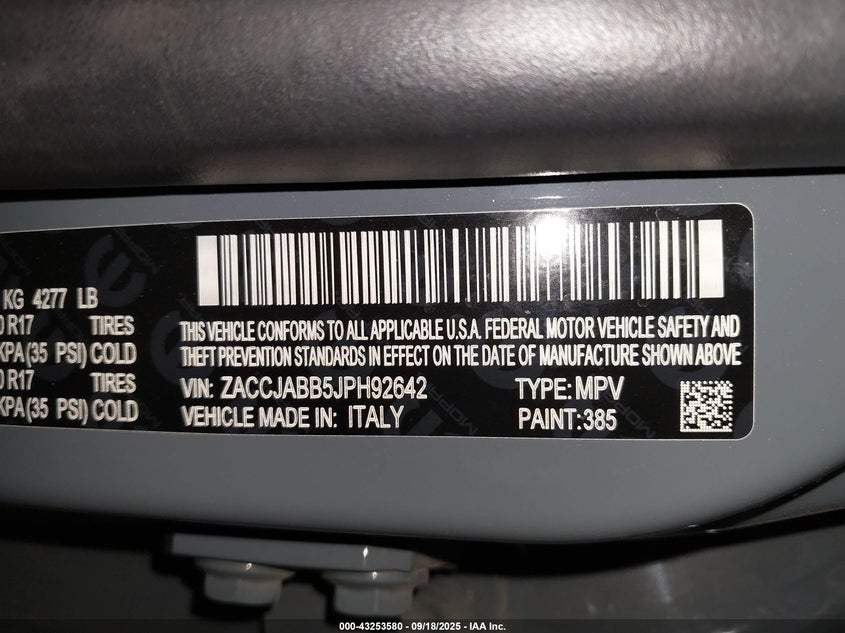 KG 4277 LB
0 R17 TIRES
KPA(35 PSI) COLD
0 R17 TIRES
KPA(35 PSI) COLD
THIS VEHICLE CONFORMS TO ALL APPLICABLE U.S.A. FEDERAL MOTOR VEHICLE SAFETY AND
THEFT PREVENTION STANDARDS IN EFFECT ON THE DATE OF MANUFACTURE SHOWN ABOVE
VIN: ZACCJABB5JPH92642 TYPE: MPV
VEHICLE MADE IN: ITALY PAINT:385
000-43253580 - 09/18/2025 - IAA Inc.